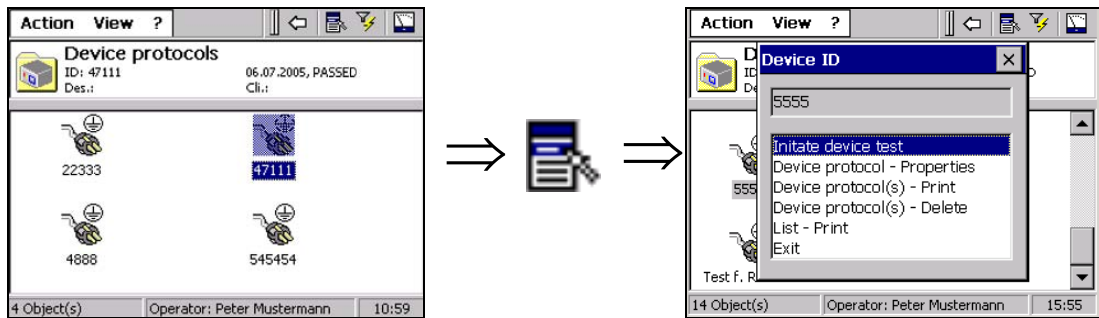 Action View ?
Device protocols
ID: 47111 06.07.2005, PASSED
Des.: Cli.:
22333 47111
4888 545454
4 Object(s) Operator: Peter Mustermann 10:59
Action View ?
Device ID
5555
Initate device test
Device protocol - Properties
Device protocol(s) - Print
Device protocol(s) - Delete
List - Print
Exit
Test f. R
14 Object(s) Operator: Peter Mustermann 15:55